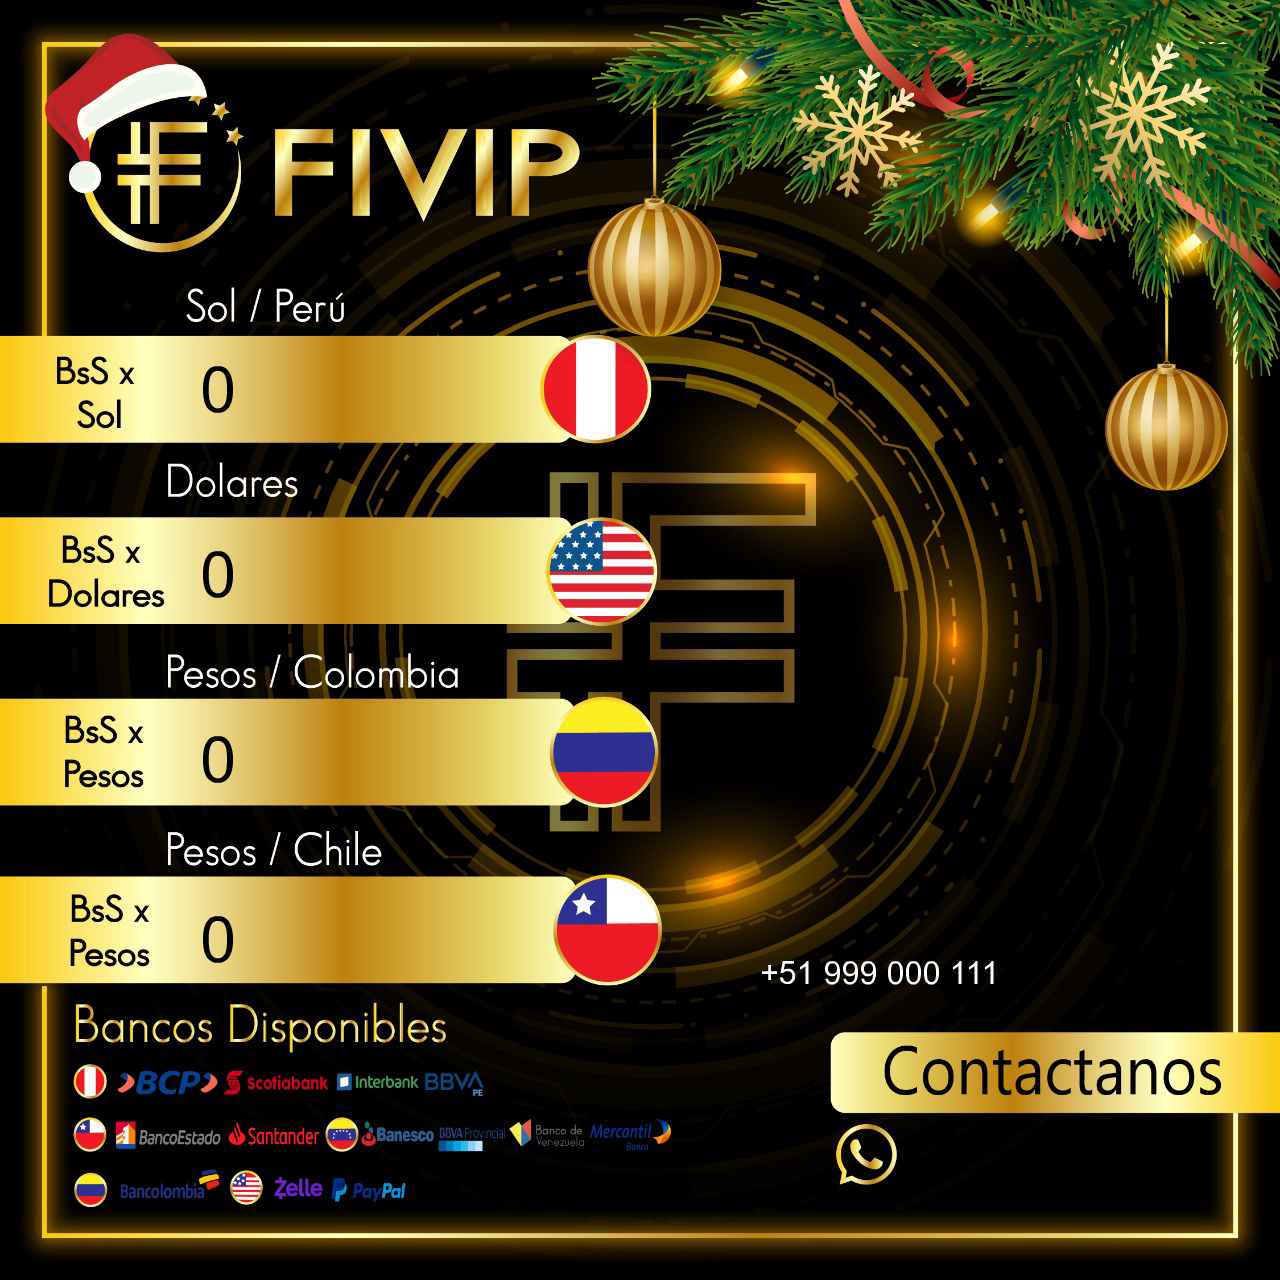 FIVIP
Sol / Perú
BsS x
Sol
0
Dolares
BsS x
Dolares
0
Pesos / Colombia
BsS x
Pesos
0
Pesos / Chile
BsS x
Pesos
0
+51 999 000 111
Bancos Disponibles
Contactanos
BCP Scotiabank Interbank BBVA
PE
BancoEstado Santander Banesco BBVA Provincial Banco de
Venezuela Mercantil
Banco
Bancolombia Zelle PayPal